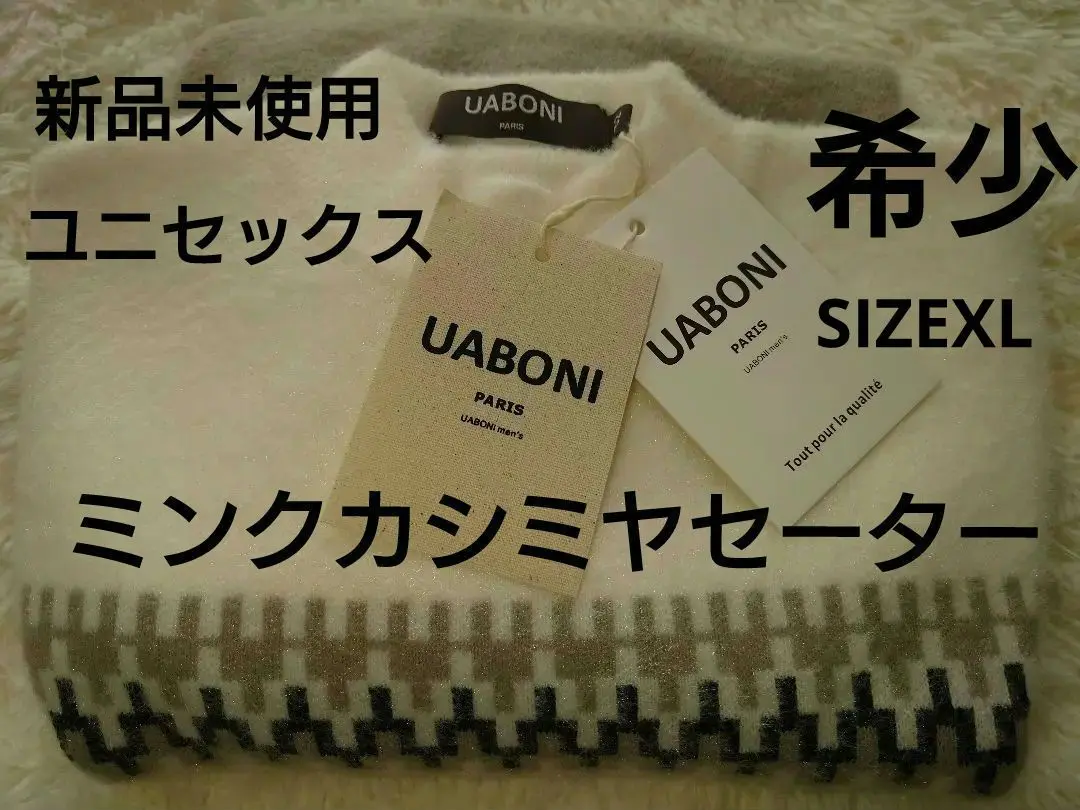 新品未使用
ユニセックス
希少
SIZEXL
ミンクカシミヤセーター
UABONI
PARIS
UABONI
PARIS
UABONI men's
UABONI
PARIS
UABONI men's
Tout pour la qualité